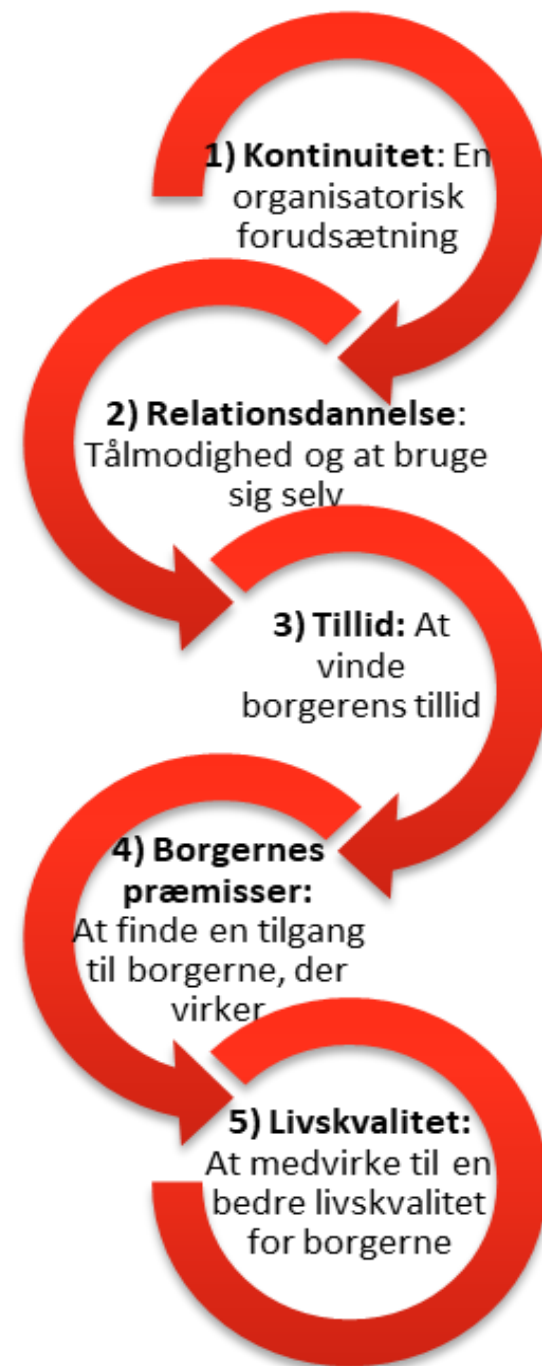 1) Kontinuitet: En
organisatorisk
forudsætning
2) Relationsdannelse:
Tålmodighed og at bruge
sig selv
3) Tillid: At
vinde
borgerens tillid
4) Borgernes
præmisser:
At finde en tilgang
til borgerne, der
virker
5) Livskvalitet:
At medvirke til en
bedre livskvalitet
for borgerne